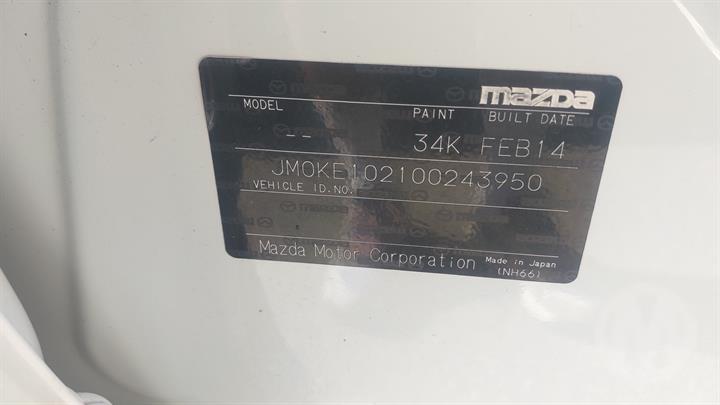 mazda
MODEL PAINT BUILT DATE
-- 34K FEB14
JM0KE102100243950
VEHICLE ID.NO.
Mazda Motor Corporation Made in Japan
(NH66)